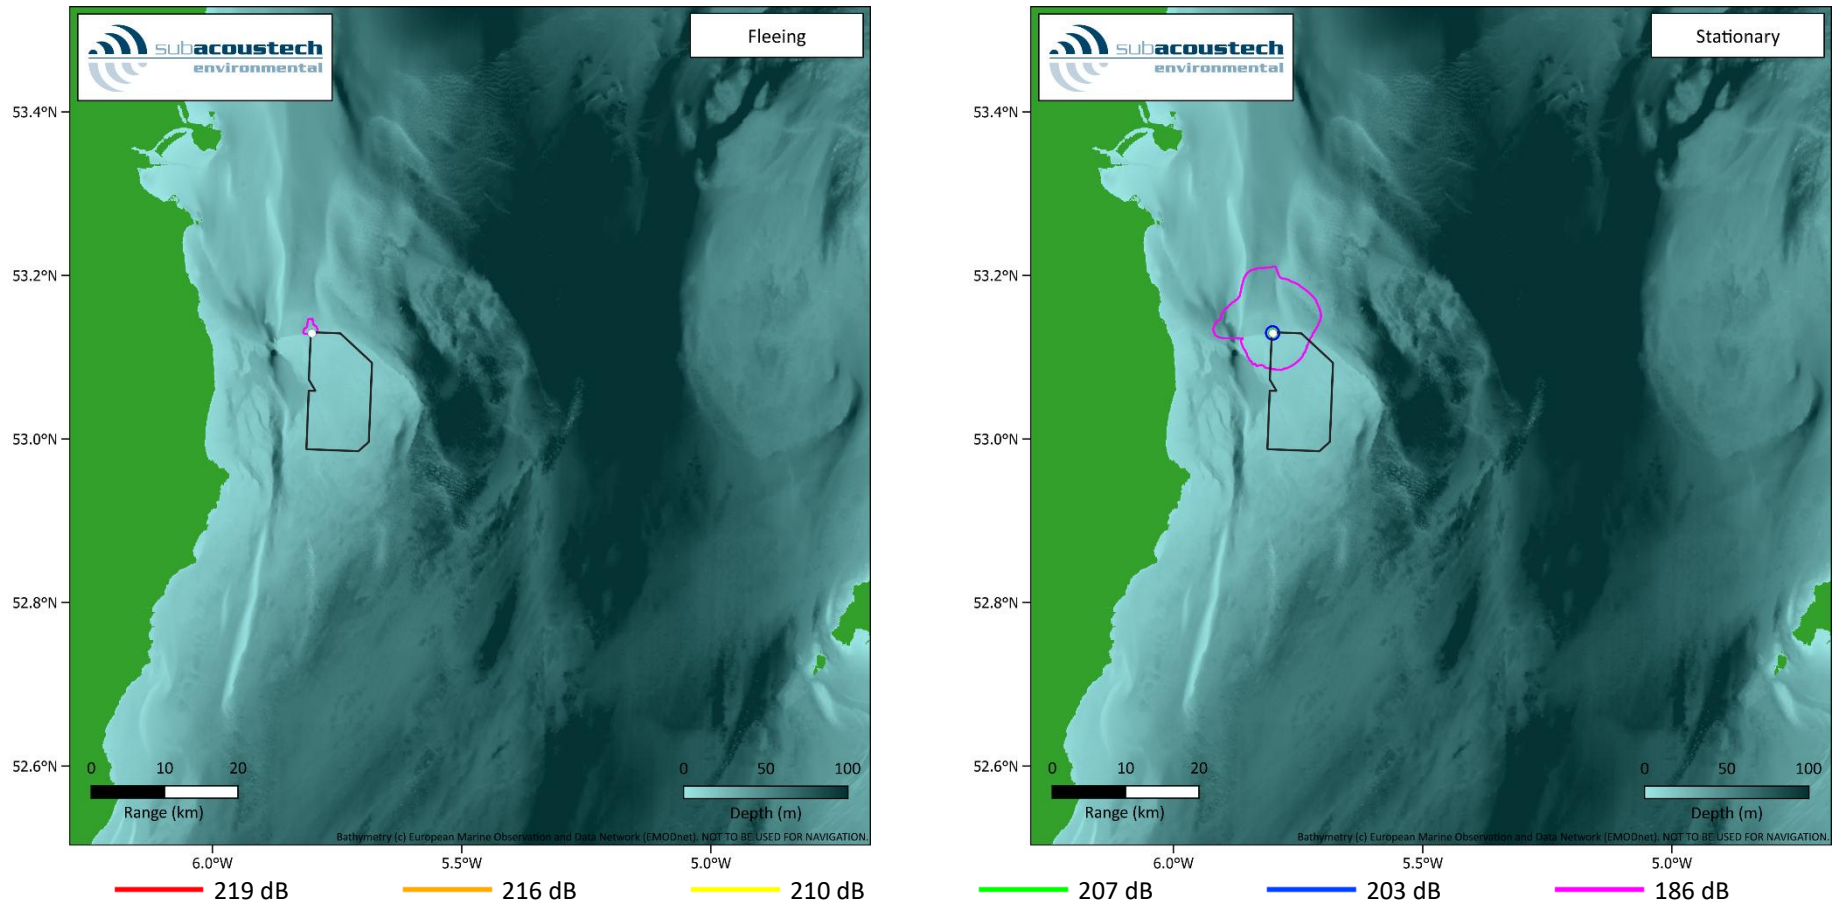 subacoustech
environmental
Fleeing
53.4°N
53.2°N
53.0°N
52.8°N
52.6°N
0 10 20
Range (km)
0 50 100
Depth (m)
Bathymetry (c) European Marine Observation and Data Network (EMODnet). NOT TO BE USED FOR NAVIGATION.
6.0°W 5.5°W 5.0°W
subacoustech
environmental
Stationary
53.4°N
53.2°N
53.0°N
52.8°N
52.6°N
0 10 20
Range (km)
0 50 100
Depth (m)
Bathymetry (c) European Marine Observation and Data Network (EMODnet). NOT TO BE USED FOR NAVIGATION.
6.0°W 5.5°W 5.0°W
219 dB 216 dB 210 dB 207 dB 203 dB 186 dB